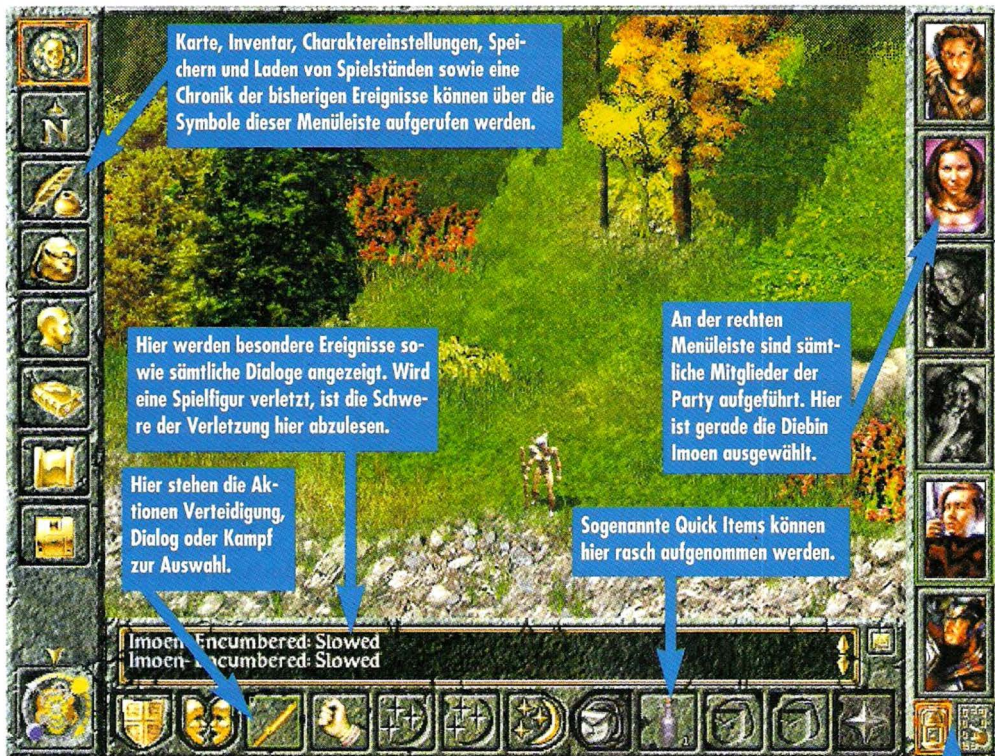 Karte, Inventar, Charaktereinstellungen, Spei-
chern und Laden von Spielständen sowie eine
Chronik der bisherigen Ereignisse können über die
Symbole dieser Menüleiste aufgerufen werden.
N
Hier werden besondere Ereignisse so-
wie sämtliche Dialoge angezeigt. Wird
eine Spielfigur verletzt, ist die Schwe-
re der Verletzung hier abzulesen.
An der rechten
Menüleiste sind sämt-
liche Mitglieder der
Party aufgeführt. Hier
ist gerade die Diebin
Imoen ausgewählt.
Hier stehen die Ak-
tionen Verteidigung,
Dialog oder Kampf
zur Auswahl.
Sogenannte Quick Items können
hier rasch aufgenommen werden.
Imoen-Encumbered: Slowed
Imoen-Encumbered: Slowed
1